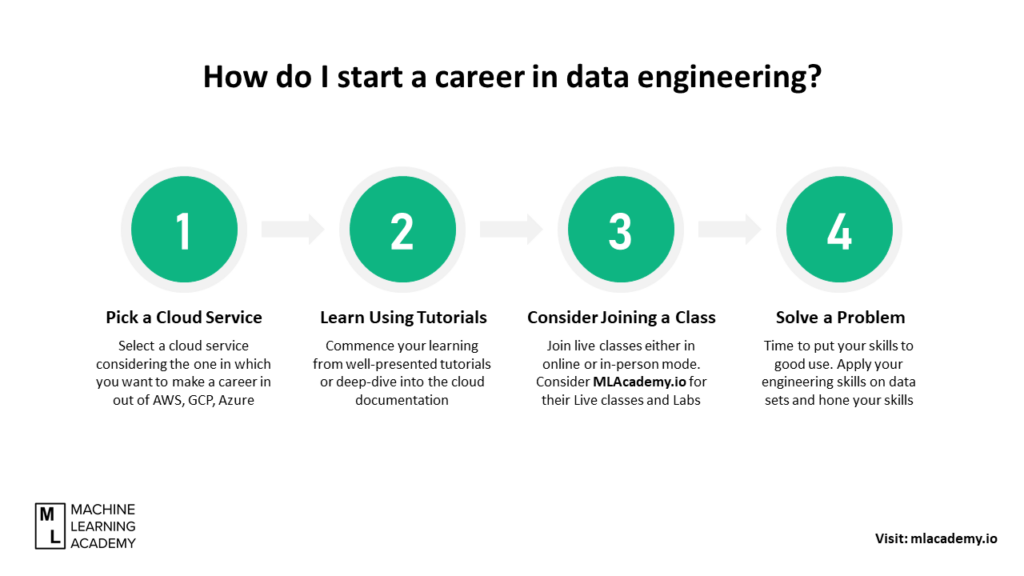 How do I start a career in data engineering?
1
2
3
4
Pick a Cloud Service
Select a cloud service
considering the one in which
you want to make a career in
out of AWS, GCP, Azure
Learn Using Tutorials
Commence your learning
from well-presented tutorials
or deep-dive into the cloud
documentation
Consider Joining a Class
Join live classes either in
online or in-person mode.
Consider MLAcademy.io for
their Live classes and Labs
Solve a Problem
Time to put your skills to
good use. Apply your
engineering skills on data
sets and hone your skills
M
L
MACHINE
LEARNING
ACADEMY
Visit: mlacademy.io